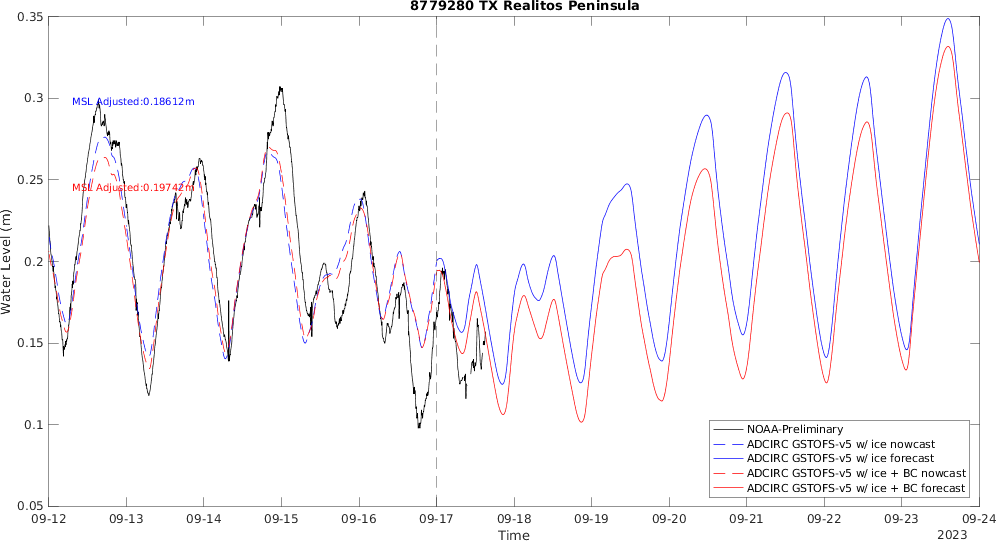 8779280 TX Realitos Peninsula
0.35
0.3
0.25
0.2
0.15
0.1
0.05
Water Level (m)
MSL Adjusted:0.18612m
MSL Adjusted:0.19742m
NOAA-Preliminary
ADCIRC GSTOFS-v5 w/ ice nowcast
ADCIRC GSTOFS-v5 w/ ice forecast
ADCIRC GSTOFS-v5 w/ ice + BC nowcast
ADCIRC GSTOFS-v5 w/ ice + BC forecast
09-12 09-13 09-14 09-15 09-16 09-17 09-18 09-19 09-20 09-21 09-22 09-23 09-24
Time
2023